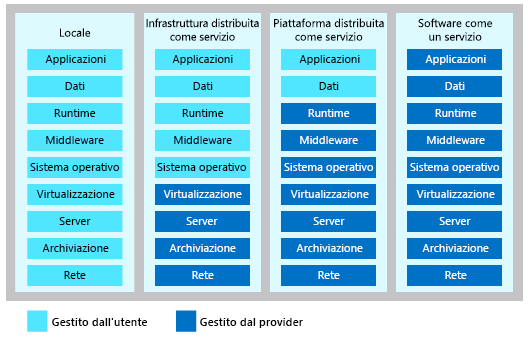 Locale
Applicazioni
Dati
Runtime
Middleware
Sistema operativo
Virtualizzazione
Server
Archiviazione
Rete
Infrastruttura distribuita
come servizio
Applicazioni
Dati
Runtime
Middleware
Sistema operativo
Virtualizzazione
Server
Archiviazione
Rete
Piattaforma distribuita
come servizio
Applicazioni
Dati
Runtime
Middleware
Sistema operativo
Virtualizzazione
Server
Archiviazione
Rete
Software come
un servizio
Applicazioni
Dati
Runtime
Middleware
Sistema operativo
Virtualizzazione
Server
Archiviazione
Rete
Gestito dall'utente
Gestito dal provider